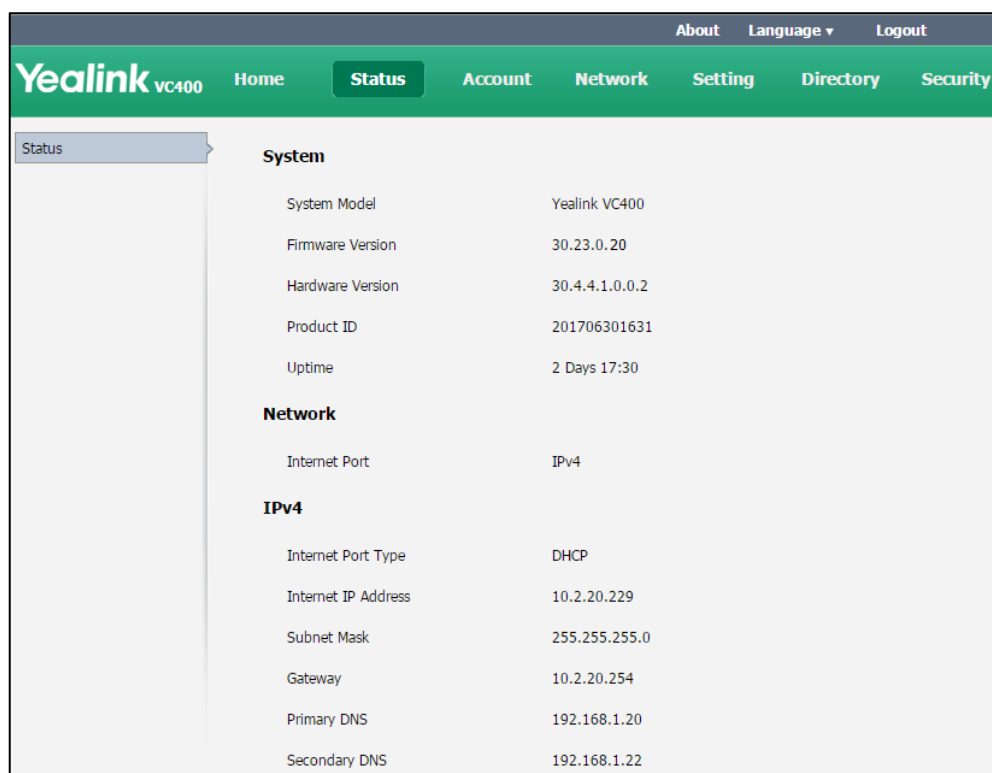 About Language ▾ Logout
Yealink VC400 Home Status Account Network Setting Directory Security
Status
System
System Model Yealink VC400
Firmware Version 30.23.0.20
Hardware Version 30.4.4.1.0.0.2
Product ID 201706301631
Uptime 2 Days 17:30
Network
Internet Port IPv4
IPv4
Internet Port Type DHCP
Internet IP Address 10.2.20.229
Subnet Mask 255.255.255.0
Gateway 10.2.20.254
Primary DNS 192.168.1.20
Secondary DNS 192.168.1.22